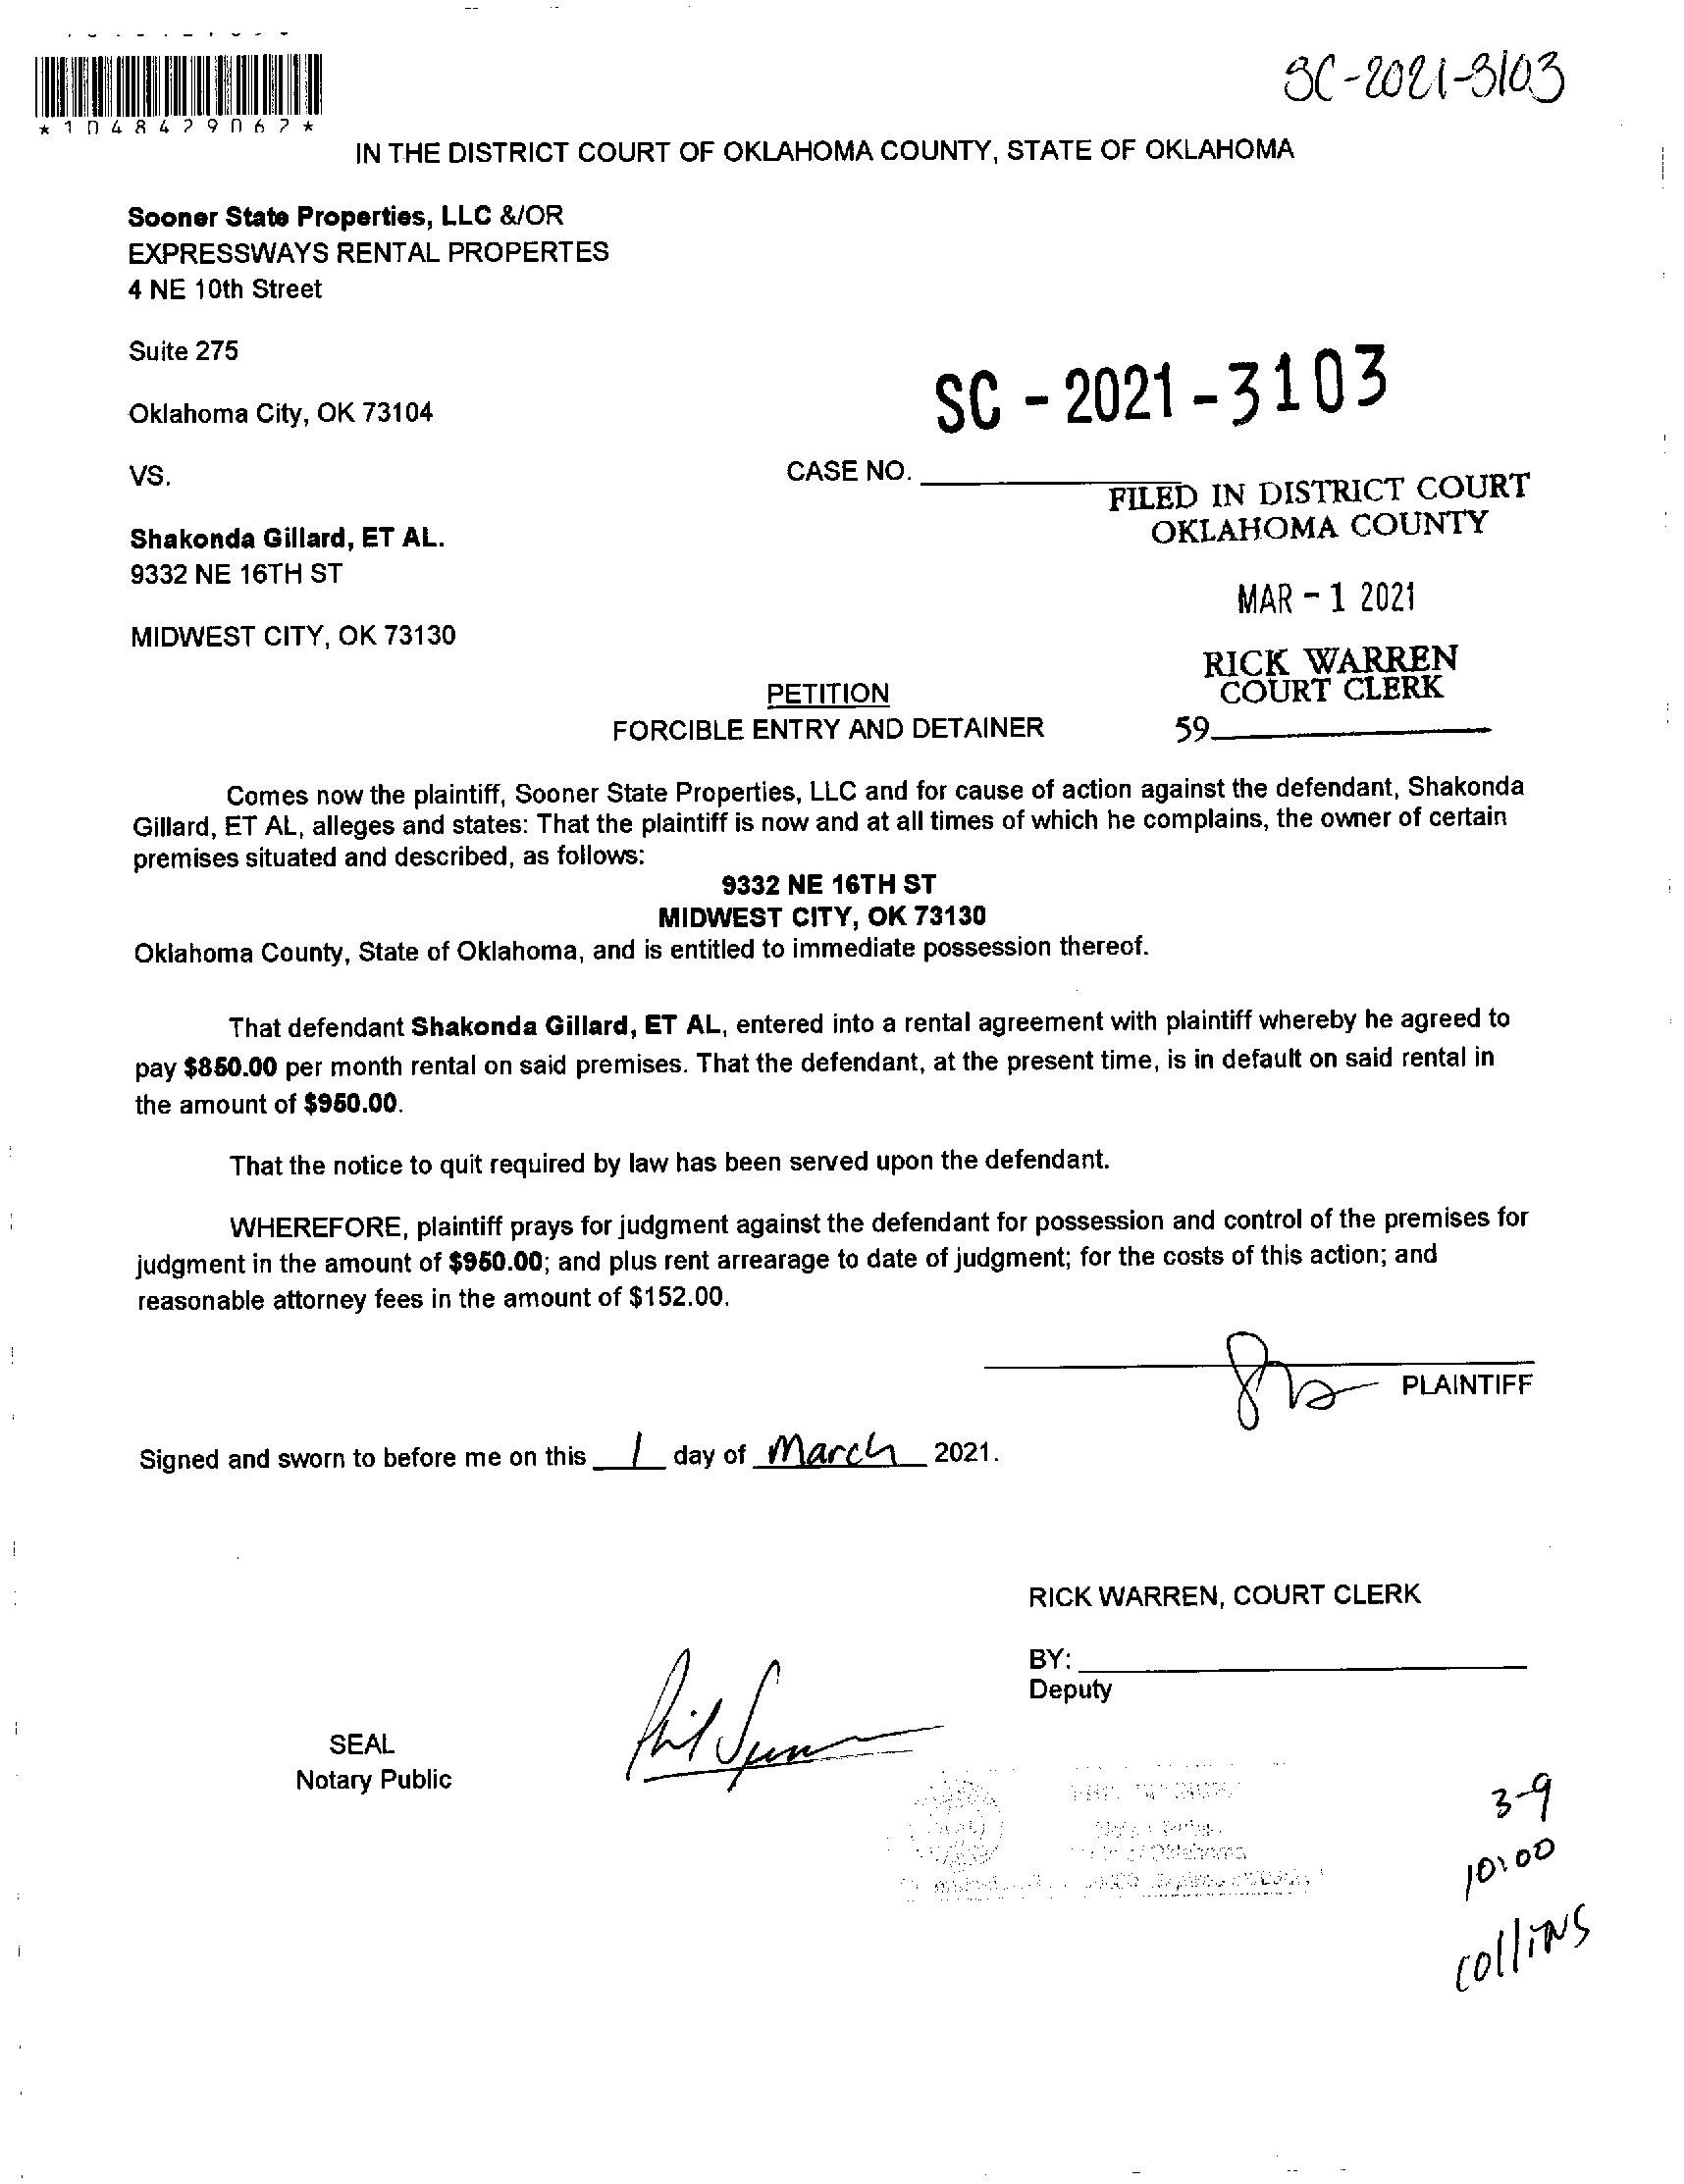 SC-2021-3103
*1048429067*
IN THE DISTRICT COURT OF OKLAHOMA COUNTY, STATE OF OKLAHOMA
Sooner State Properties, LLC &/OR
EXPRESSWAYS RENTAL PROPERTES
4 NE 10th Street
Suite 275
Oklahoma City, OK 73104
SC - 2021 - 3103
VS.
CASE NO.
FILED IN DISTRICT COURT
OKLAHOMA COUNTY
Shakonda Gillard, ET AL.
9332 NE 16TH ST
MAR - 1 2021
MIDWEST CITY, OK 73130
RICK WARREN
COURT CLERK
PETITION
FORCIBLE ENTRY AND DETAINER
59
Comes now the plaintiff, Sooner State Properties, LLC and for cause of action against the defendant, Shakonda
Gillard, ET AL, alleges and states: That the plaintiff is now and at all times of which he complains, the owner of certain
premises situated and described, as follows:
9332 NE 16TH ST
MIDWEST CITY, OK 73130
Oklahoma County, State of Oklahoma, and is entitled to immediate possession thereof.
That defendant Shakonda Gillard, ET AL, entered into a rental agreement with plaintiff whereby he agreed to
pay $850.00 per month rental on said premises. That the defendant, at the present time, is in default on said rental in
the amount of $950.00.
That the notice to quit required by law has been served upon the defendant.
WHEREFORE, plaintiff prays for judgment against the defendant for possession and control of the premises for
judgment in the amount of $950.00; and plus rent arrearage to date of judgment; for the costs of this action; and
reasonable attorney fees in the amount of $152.00.
PLAINTIFF
Signed and sworn to before me on this 1 day of March 2021.
RICK WARREN, COURT CLERK
BY:
Deputy
SEAL
Notary Public
3-9
10:00
collins